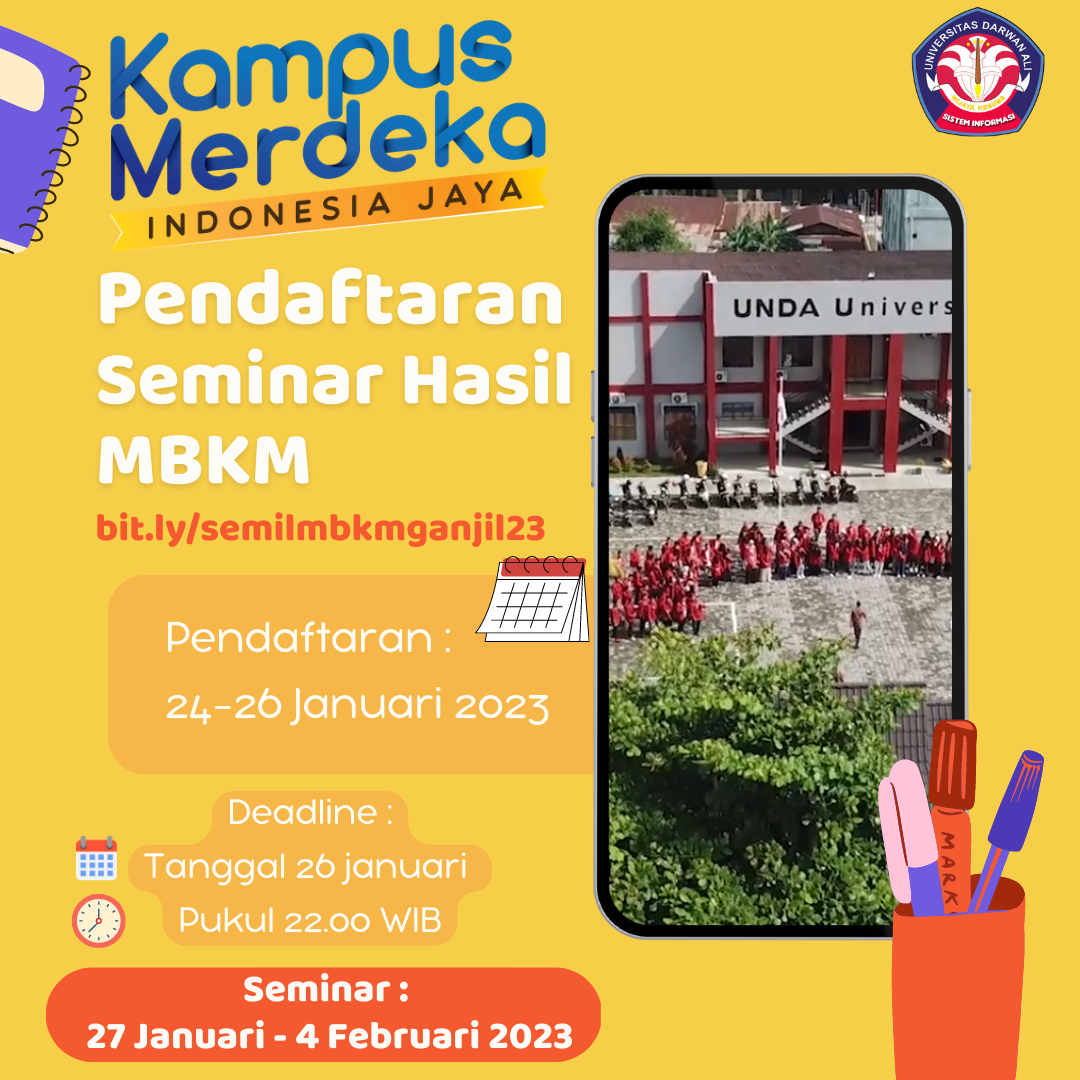 Kampus
Merdeka
INDONESIA JAYA
UNIVERSITAS DARWAN ALI
WIJAYA KESUMA
SISTEM INFORMASI
Pendaftaran
Seminar Hasil
MBKM
bit.ly/semilmbkmganjil23
UNDA Univers
Pendaftaran :
24-26 Januari 2023
Deadline :
Tanggal 26 januari
Pukul 22.00 WIB
MARK
Seminar :
27 Januari - 4 Februari 2023